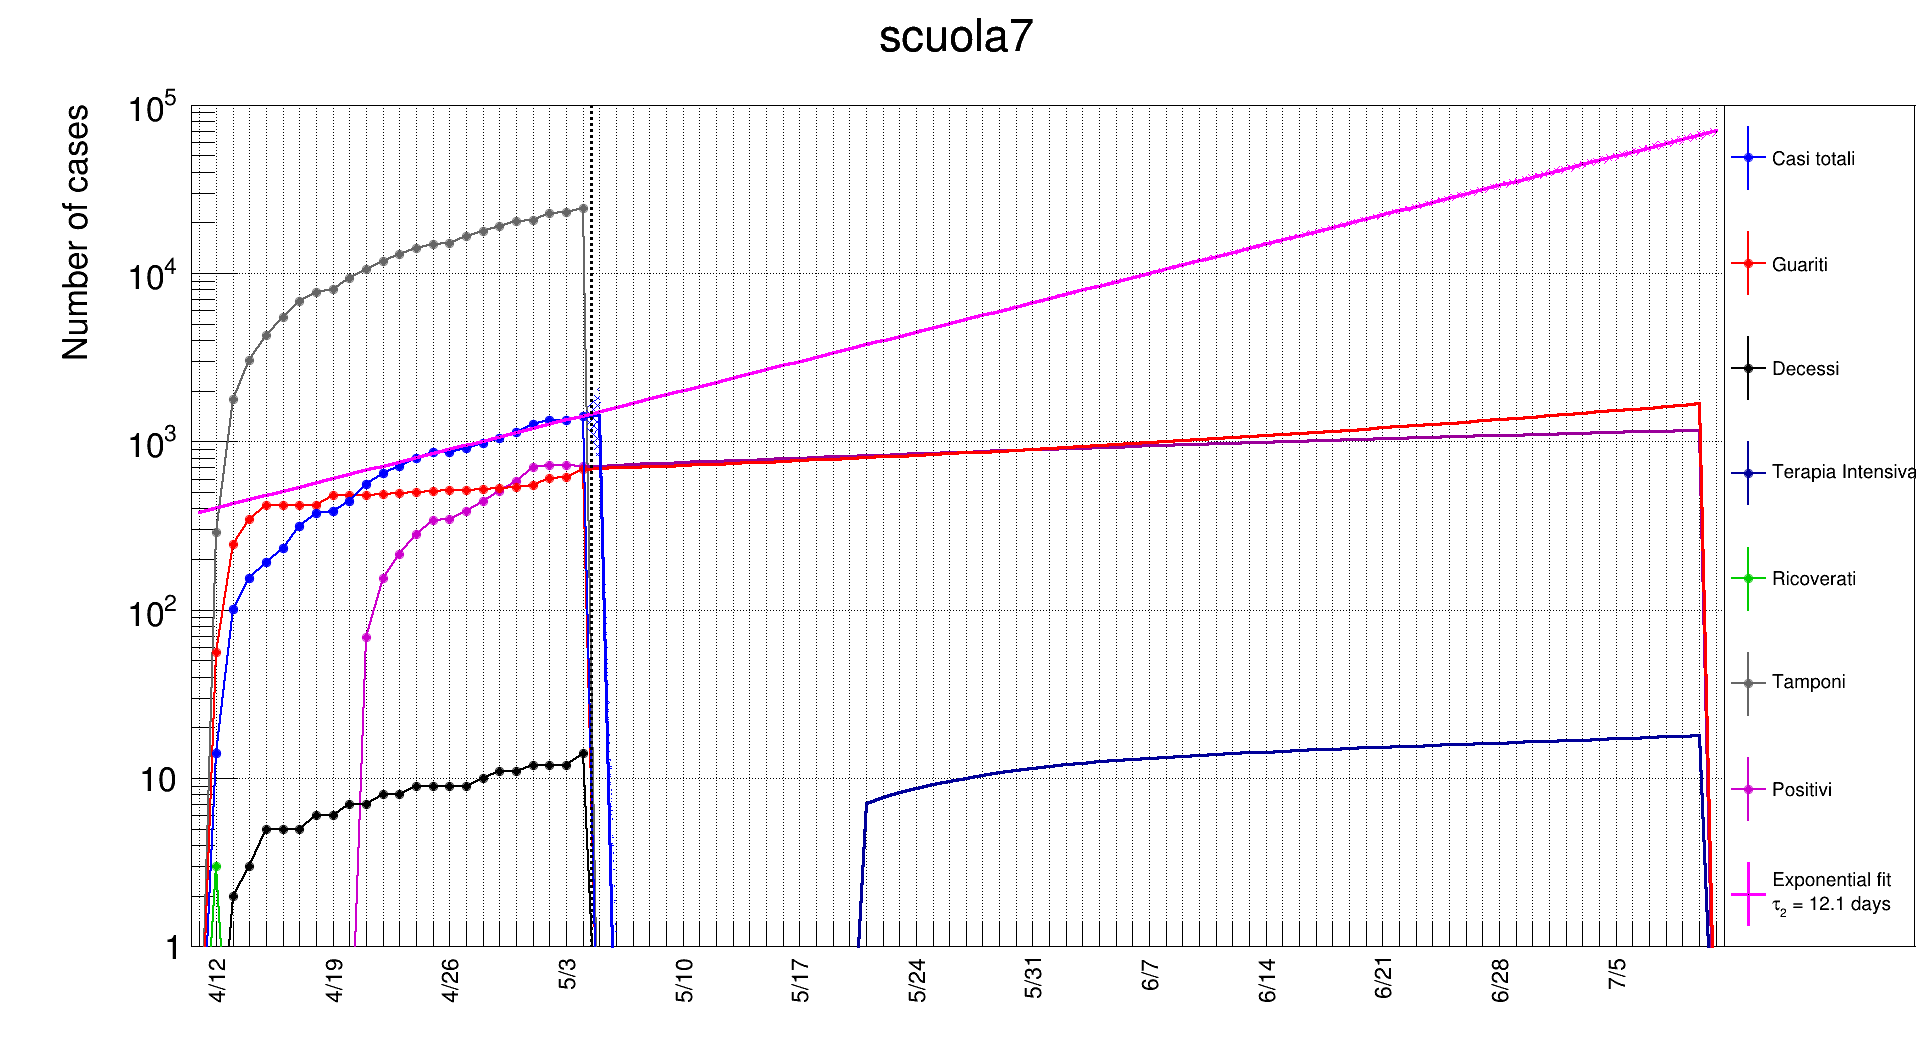 scuola7
Number of cases
10^5
10^4
10^3
10^2
10
1
4/12
4/19
4/26
5/3
5/10
5/17
5/24
5/31
6/7
6/14
6/21
6/28
7/5
Casi totali
Guariti
Decessi
Terapia Intensiva
Ricoverati
Tamponi
Positivi
Exponential fit
τ_2 = 12.1 days